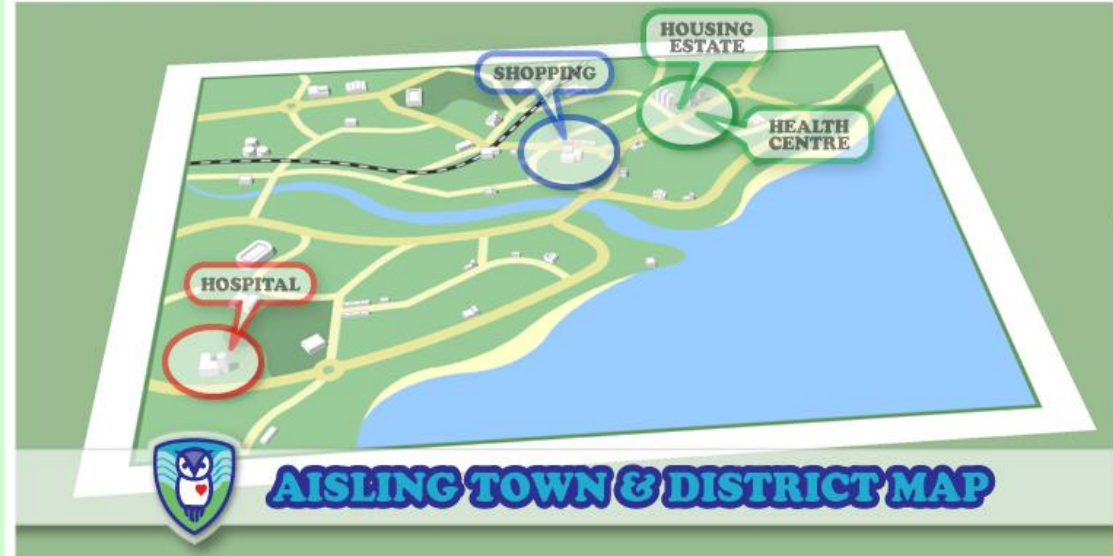 HOUSING
ESTATE
SHOPPING
HEALTH
CENTRE
HOSPITAL
AISLING TOWN & DISTRICT MAP